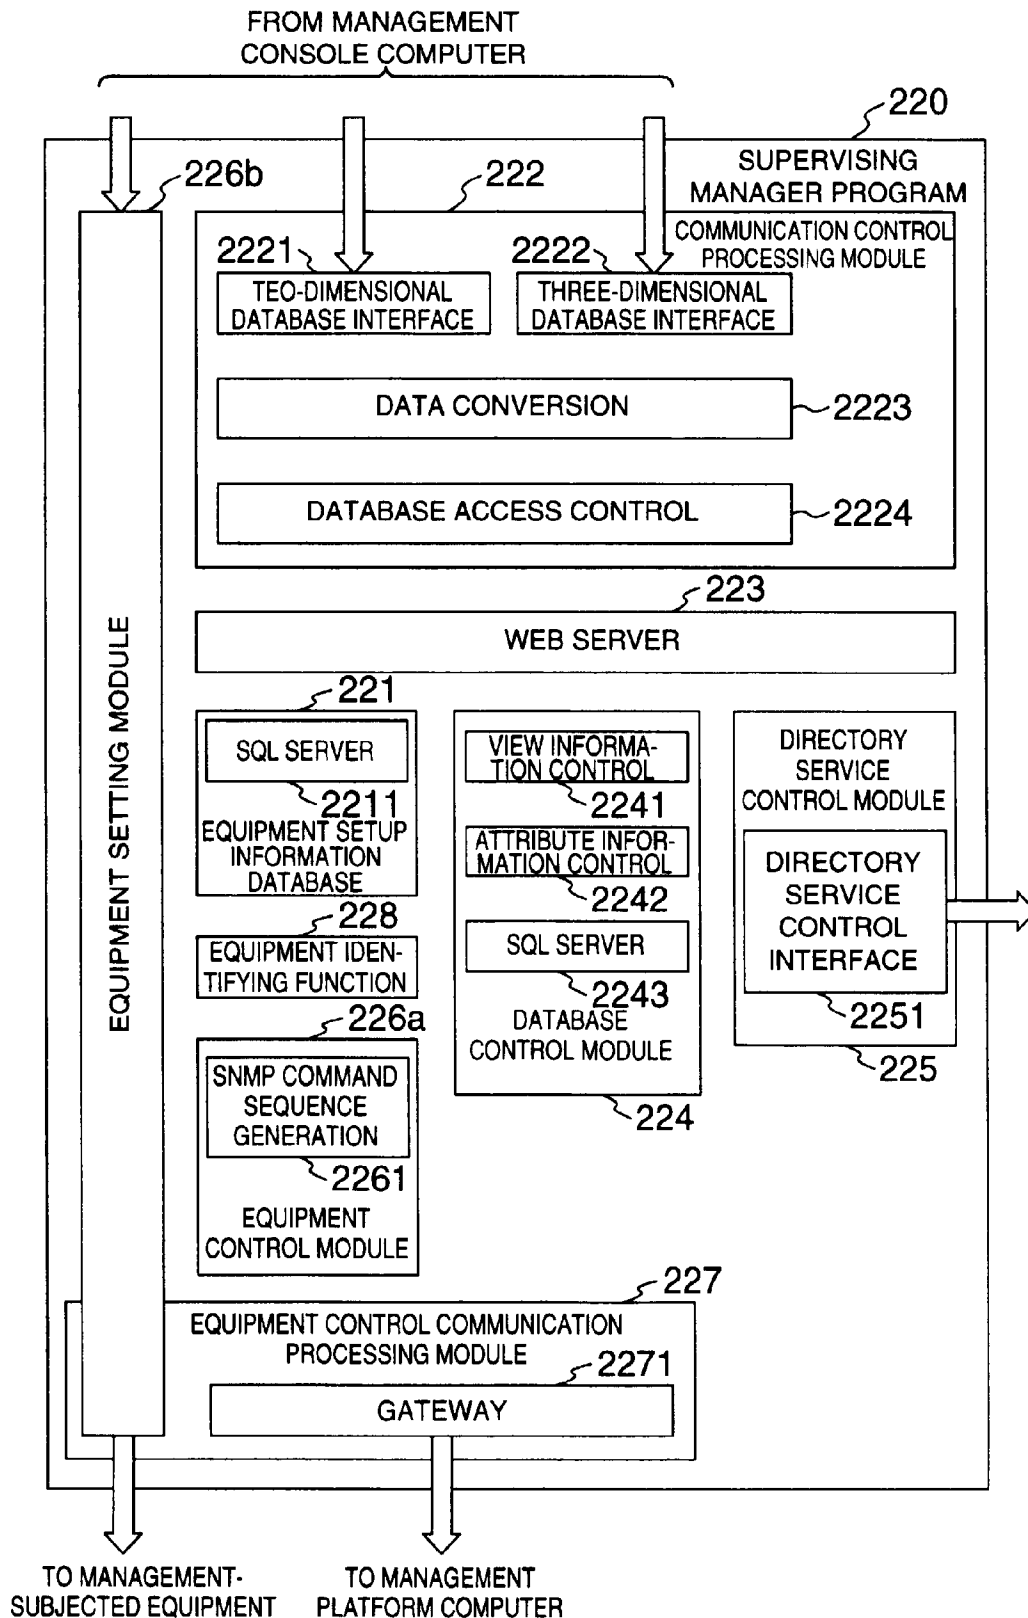 FROM MANAGEMENT
CONSOLE COMPUTER
220
SUPERVISING
MANAGER PROGRAM
226b
222
COMMUNICATION CONTROL
PROCESSING MODULE
2221
2222
TEO-DIMENSIONAL
DATABASE INTERFACE
THREE-DIMENSIONAL
DATABASE INTERFACE
DATA CONVERSION
2223
DATABASE ACCESS CONTROL
2224
223
WEB SERVER
EQUIPMENT SETTING MODULE
221
SQL SERVER
2211
EQUIPMENT SETUP
INFORMATION
DATABASE
228
EQUIPMENT IDEN-
TIFYING FUNCTION
226a
SNMP COMMAND
SEQUENCE
GENERATION
2261
EQUIPMENT
CONTROL MODULE
VIEW INFORMA-
TION CONTROL
2241
ATTRIBUTE INFOR-
MATION CONTROL
2242
SQL SERVER
2243
DATABASE
CONTROL MODULE
224
DIRECTORY
SERVICE
CONTROL MODULE
DIRECTORY
SERVICE
CONTROL
INTERFACE
2251
225
227
EQUIPMENT CONTROL COMMUNICATION
PROCESSING MODULE
2271
GATEWAY
TO MANAGEMENT-
SUBJECTED EQUIPMENT
TO MANAGEMENT
PLATFORM COMPUTER